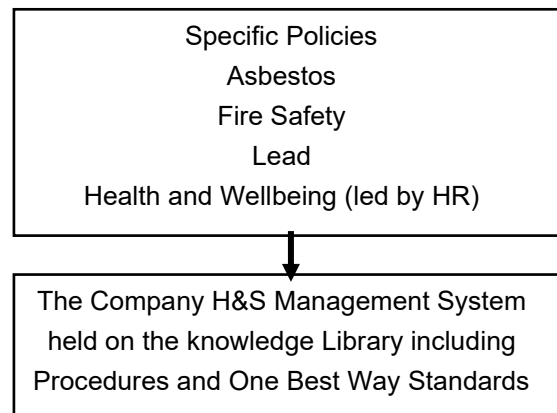 Specific Policies
Asbestos
Fire Safety
Lead
Health and Wellbeing (led by HR)
The Company H&S Management System
held on the knowledge Library including
Procedures and One Best Way Standards